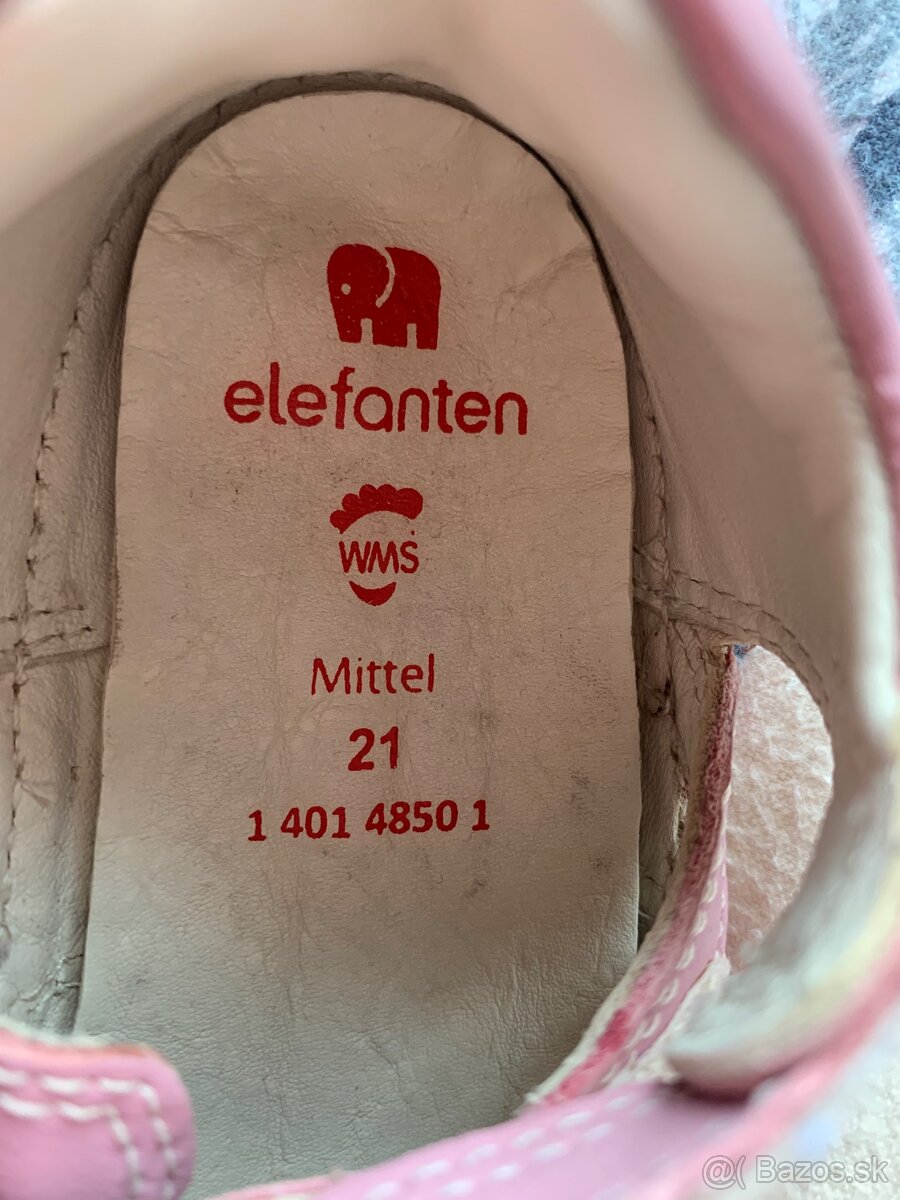 elefanten
WMS
Mittel
21
1 401 4850 1
@( Bazos.sk